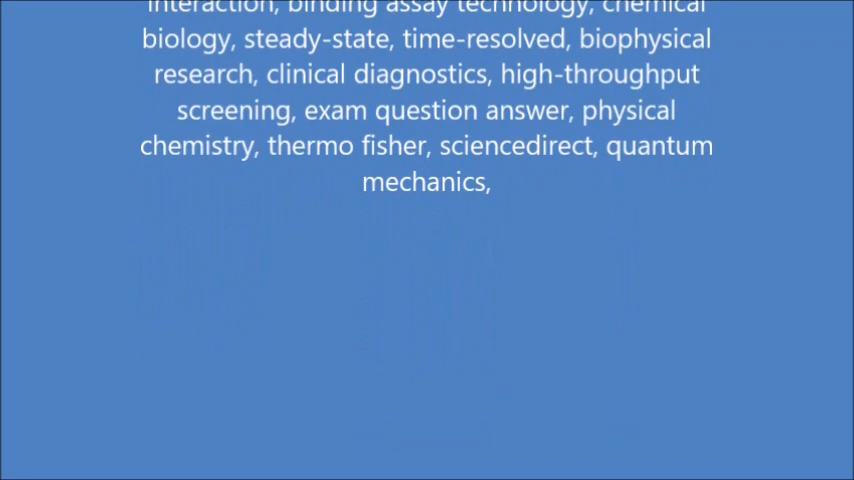 interaction, binding assay technology, chemical
biology, steady-state, time-resolved, biophysical
research, clinical diagnostics, high-throughput
screening, exam question answer, physical
chemistry, thermo fisher, sciencedirect, quantum
mechanics,